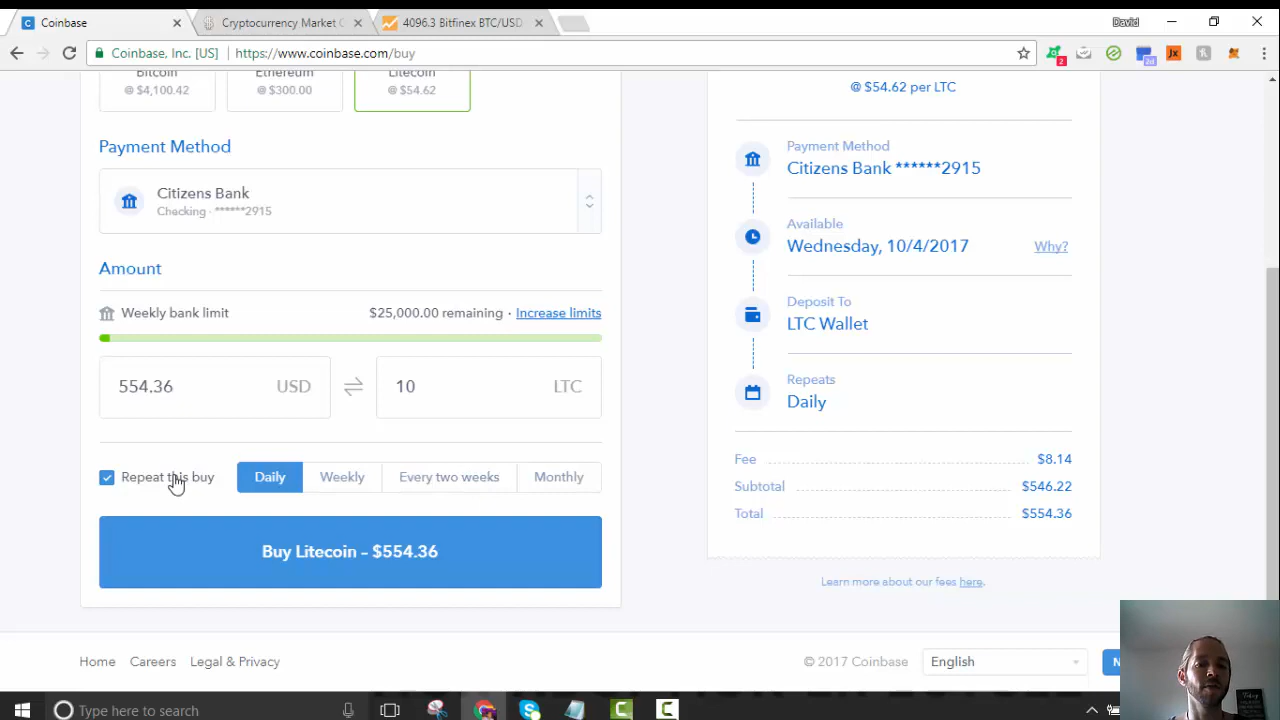 Coinbase
Cryptocurrency Market C
4096.3 Bitfinex BTC/USD
David
Coinbase, Inc. [US]
https://www.coinbase.com/buy
2
2d
Jx
Bitcoin
@ $4,100.42
Ethereum
@ $300.00
Litecoin
@ $54.62
Payment Method
Citizens Bank
Checking · ******2915
Amount
Weekly bank limit
$25,000.00 remaining · Increase limits
554.36 USD
10 LTC
Repeat this buy
Daily
Weekly
Every two weeks
Monthly
Buy Litecoin – $554.36
@ $54.62 per LTC
Payment Method
Citizens Bank ******2915
Available
Wednesday, 10/4/2017
Why?
Deposit To
LTC Wallet
Repeats
Daily
Fee $8.14
Subtotal $546.22
Total $554.36
Learn more about our fees here.
Home
Careers
Legal & Privacy
© 2017 Coinbase
English
N
Type here to search